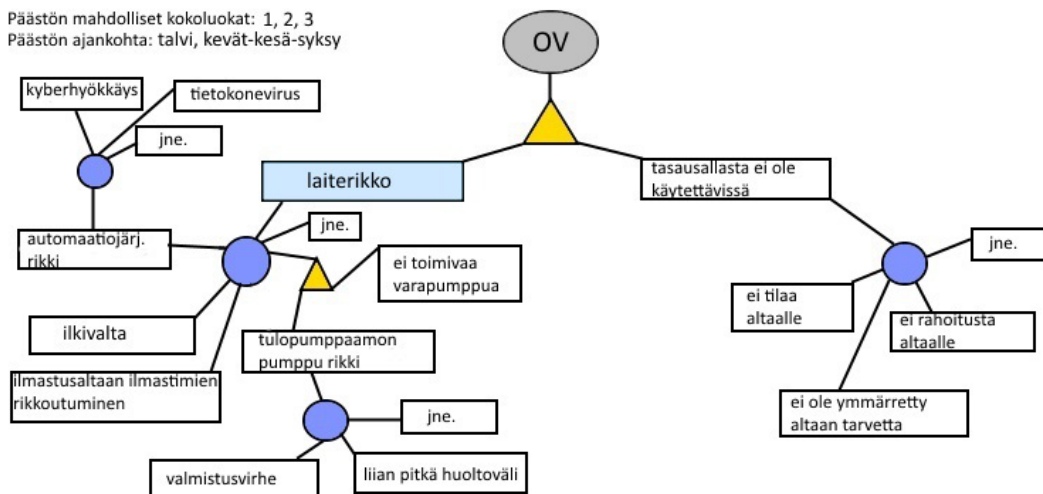 Päästön mahdolliset kokoluokat: 1, 2, 3
Päästön ajankohta: talvi, kevät-kesä-syksy
OV
kyberhyökkäys
tietokonevirus
jne.
laiterikko
tasausallasta ei ole
käytettävissä
jne.
automaatiojärj.
rikki
ei toimivaa
varapumppua
jne.
ei tilaa
altaalle
ei rahoitusta
altaalle
ilkivalta
tulopumppaamon
pumppu rikki
ilmastusaltaan ilmastimien
rikkoutuminen
ei ole ymmärretty
altaan tarvetta
jne.
valmistusvirhe
liian pitkä huoltoväli